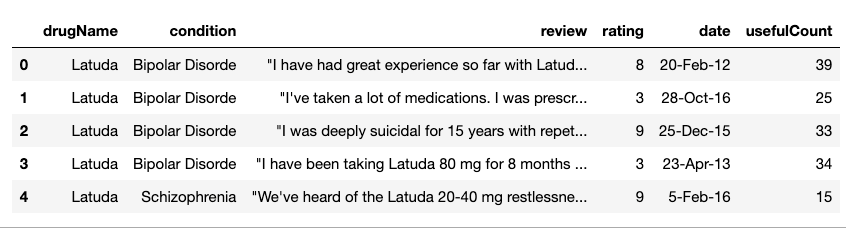 drugName condition review rating date usefulCount
0 Latuda Bipolar Disorde "I have had great experience so far with Latud... 8 20-Feb-12 39
1 Latuda Bipolar Disorde "I've taken a lot of medications. I was prescr... 3 28-Oct-16 25
2 Latuda Bipolar Disorde "I was deeply suicidal for 15 years with repet... 9 25-Dec-15 33
3 Latuda Bipolar Disorde "I have been taking Latuda 80 mg for 8 months ... 3 23-Apr-13 34
4 Latuda Schizophrenia "We've heard of the Latuda 20-40 mg restlessne... 9 5-Feb-16 15